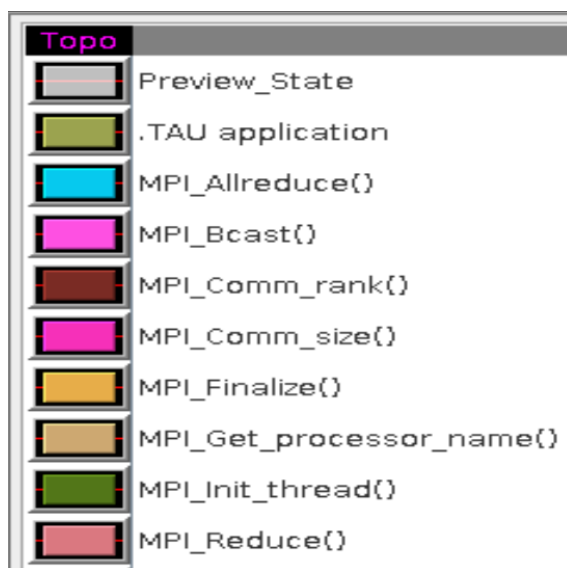 Topo
Preview_State
.TAU application
MPI_Allreduce()
MPI_Bcast()
MPI_Comm_rank()
MPI_Comm_size()
MPI_Finalize()
MPI_Get_processor_name()
MPI_Init_thread()
MPI_Reduce()